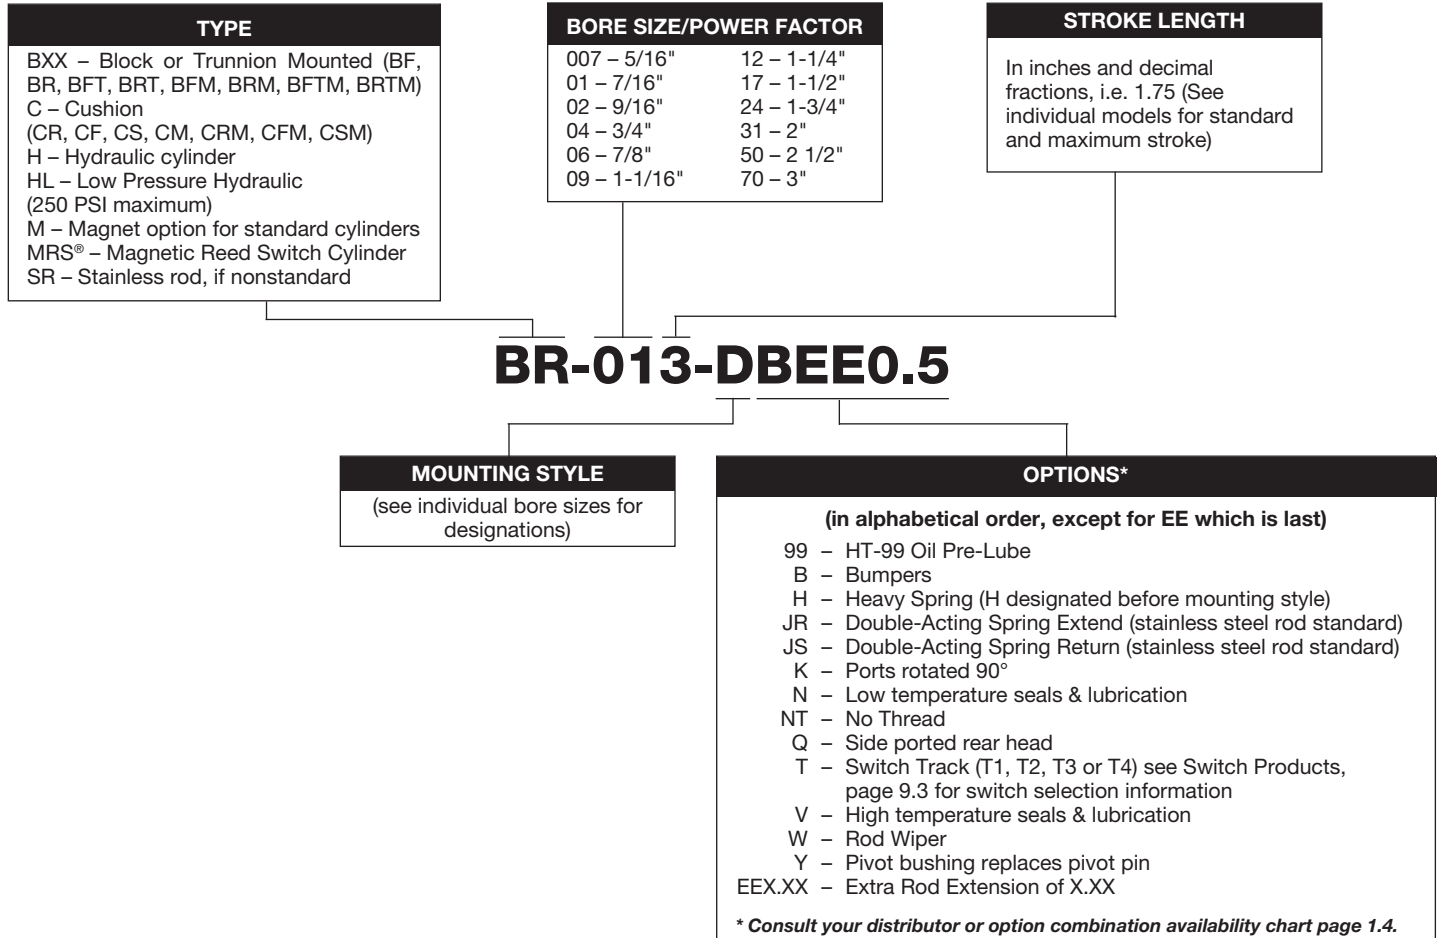 TYPE
BXX – Block or Trunnion Mounted (BF,
BR, BFT, BRT, BFM, BRM, BFTM, BRTM)
C – Cushion
(CR, CF, CS, CM, CRM, CFM, CSM)
H – Hydraulic cylinder
HL – Low Pressure Hydraulic
(250 PSI maximum)
M – Magnet option for standard cylinders
MRS® – Magnetic Reed Switch Cylinder
SR – Stainless rod, if nonstandard
BORE SIZE/POWER FACTOR
007 – 5/16" 12 – 1-1/4"
01 – 7/16" 17 – 1-1/2"
02 – 9/16" 24 – 1-3/4"
04 – 3/4" 31 – 2"
06 – 7/8" 50 – 2 1/2"
09 – 1-1/16" 70 – 3"
STROKE LENGTH
In inches and decimal
fractions, i.e. 1.75 (See
individual models for standard
and maximum stroke)
BR-013-DBEE0.5
MOUNTING STYLE
(see individual bore sizes for
designations)
OPTIONS*
(in alphabetical order, except for EE which is last)
99 – HT-99 Oil Pre-Lube
B – Bumpers
H – Heavy Spring (H designated before mounting style)
JR – Double-Acting Spring Extend (stainless steel rod standard)
JS – Double-Acting Spring Return (stainless steel rod standard)
K – Ports rotated 90°
N – Low temperature seals & lubrication
NT – No Thread
Q – Side ported rear head
T – Switch Track (T1, T2, T3 or T4) see Switch Products,
page 9.3 for switch selection information
V – High temperature seals & lubrication
W – Rod Wiper
Y – Pivot bushing replaces pivot pin
EEX.XX – Extra Rod Extension of X.XX
* Consult your distributor or option combination availability chart page 1.4.